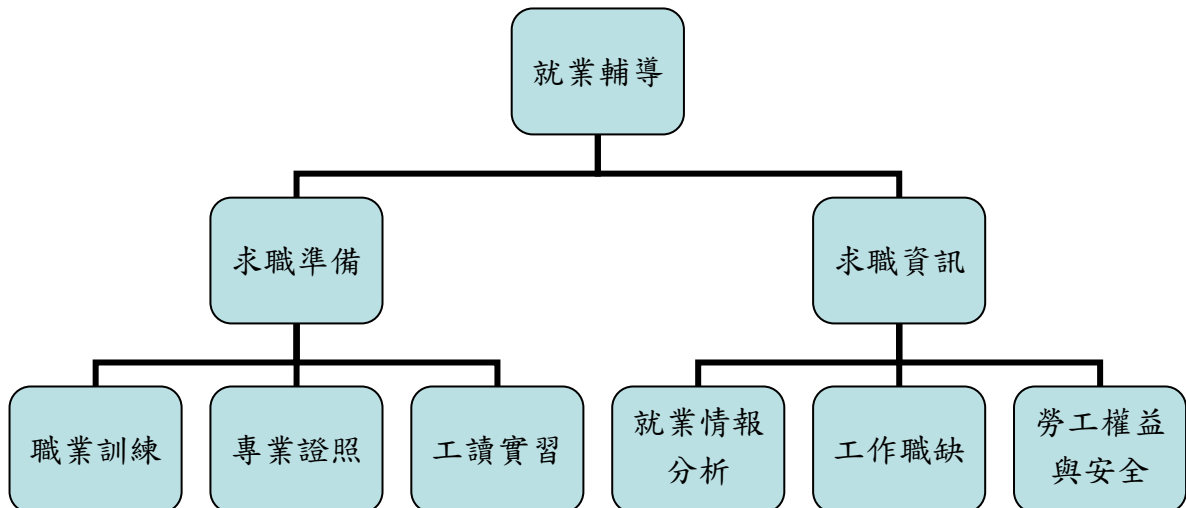 就業輔導
求職準備
求職資訊
職業訓練
專業證照
工讀實習
就業情報
分析
工作職缺
勞工權益
與安全